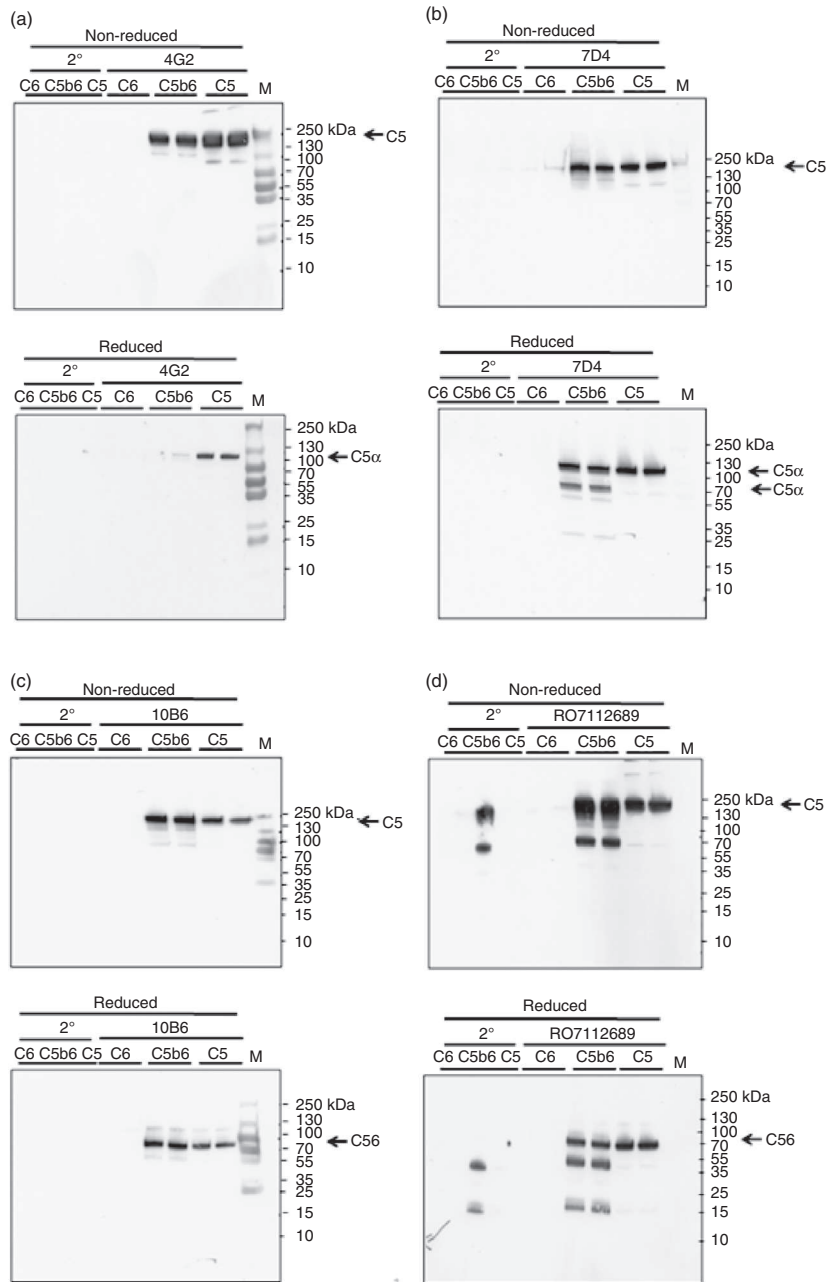 (a)
Non-reduced
2° 4G2
C6 C5b6 C5 C6 C5b6 C5 M
250 kDa
130
100
70
55
35
25
15
10
C5
Reduced
2° 4G2
C6 C5b6 C5 C6 C5b6 C5 M
250 kDa
130
100
70
55
35
25
15
10
C5α
(b)
Non-reduced
2° 7D4
C6 C5b6 C5 C6 C5b6 C5 M
250 kDa
130
100
70
55
35
25
15
10
C5
Reduced
2° 7D4
C6 C5b6 C5 C6 C5b6 C5 M
250 kDa
130
100
70
55
35
25
15
10
C5α
C5α
(c)
Non-reduced
2° 10B6
C6 C5b6 C5 C6 C5b6 C5 M
250 kDa
130
100
70
55
35
25
15
10
C5
Reduced
2° 10B6
C6 C5b6 C5 C6 C5b6 C5 M
250 kDa
130
100
70
55
35
25
15
10
C56
(d)
Non-reduced
2° RO7112689
C6 C5b6 C5 C6 C5b6 C5 M
250 kDa
130
100
70
55
35
25
15
10
C5
Reduced
2° RO7112689
C6 C5b6 C5 C6 C5b6 C5 M
250 kDa
130
100
70
55
35
25
15
10
C56